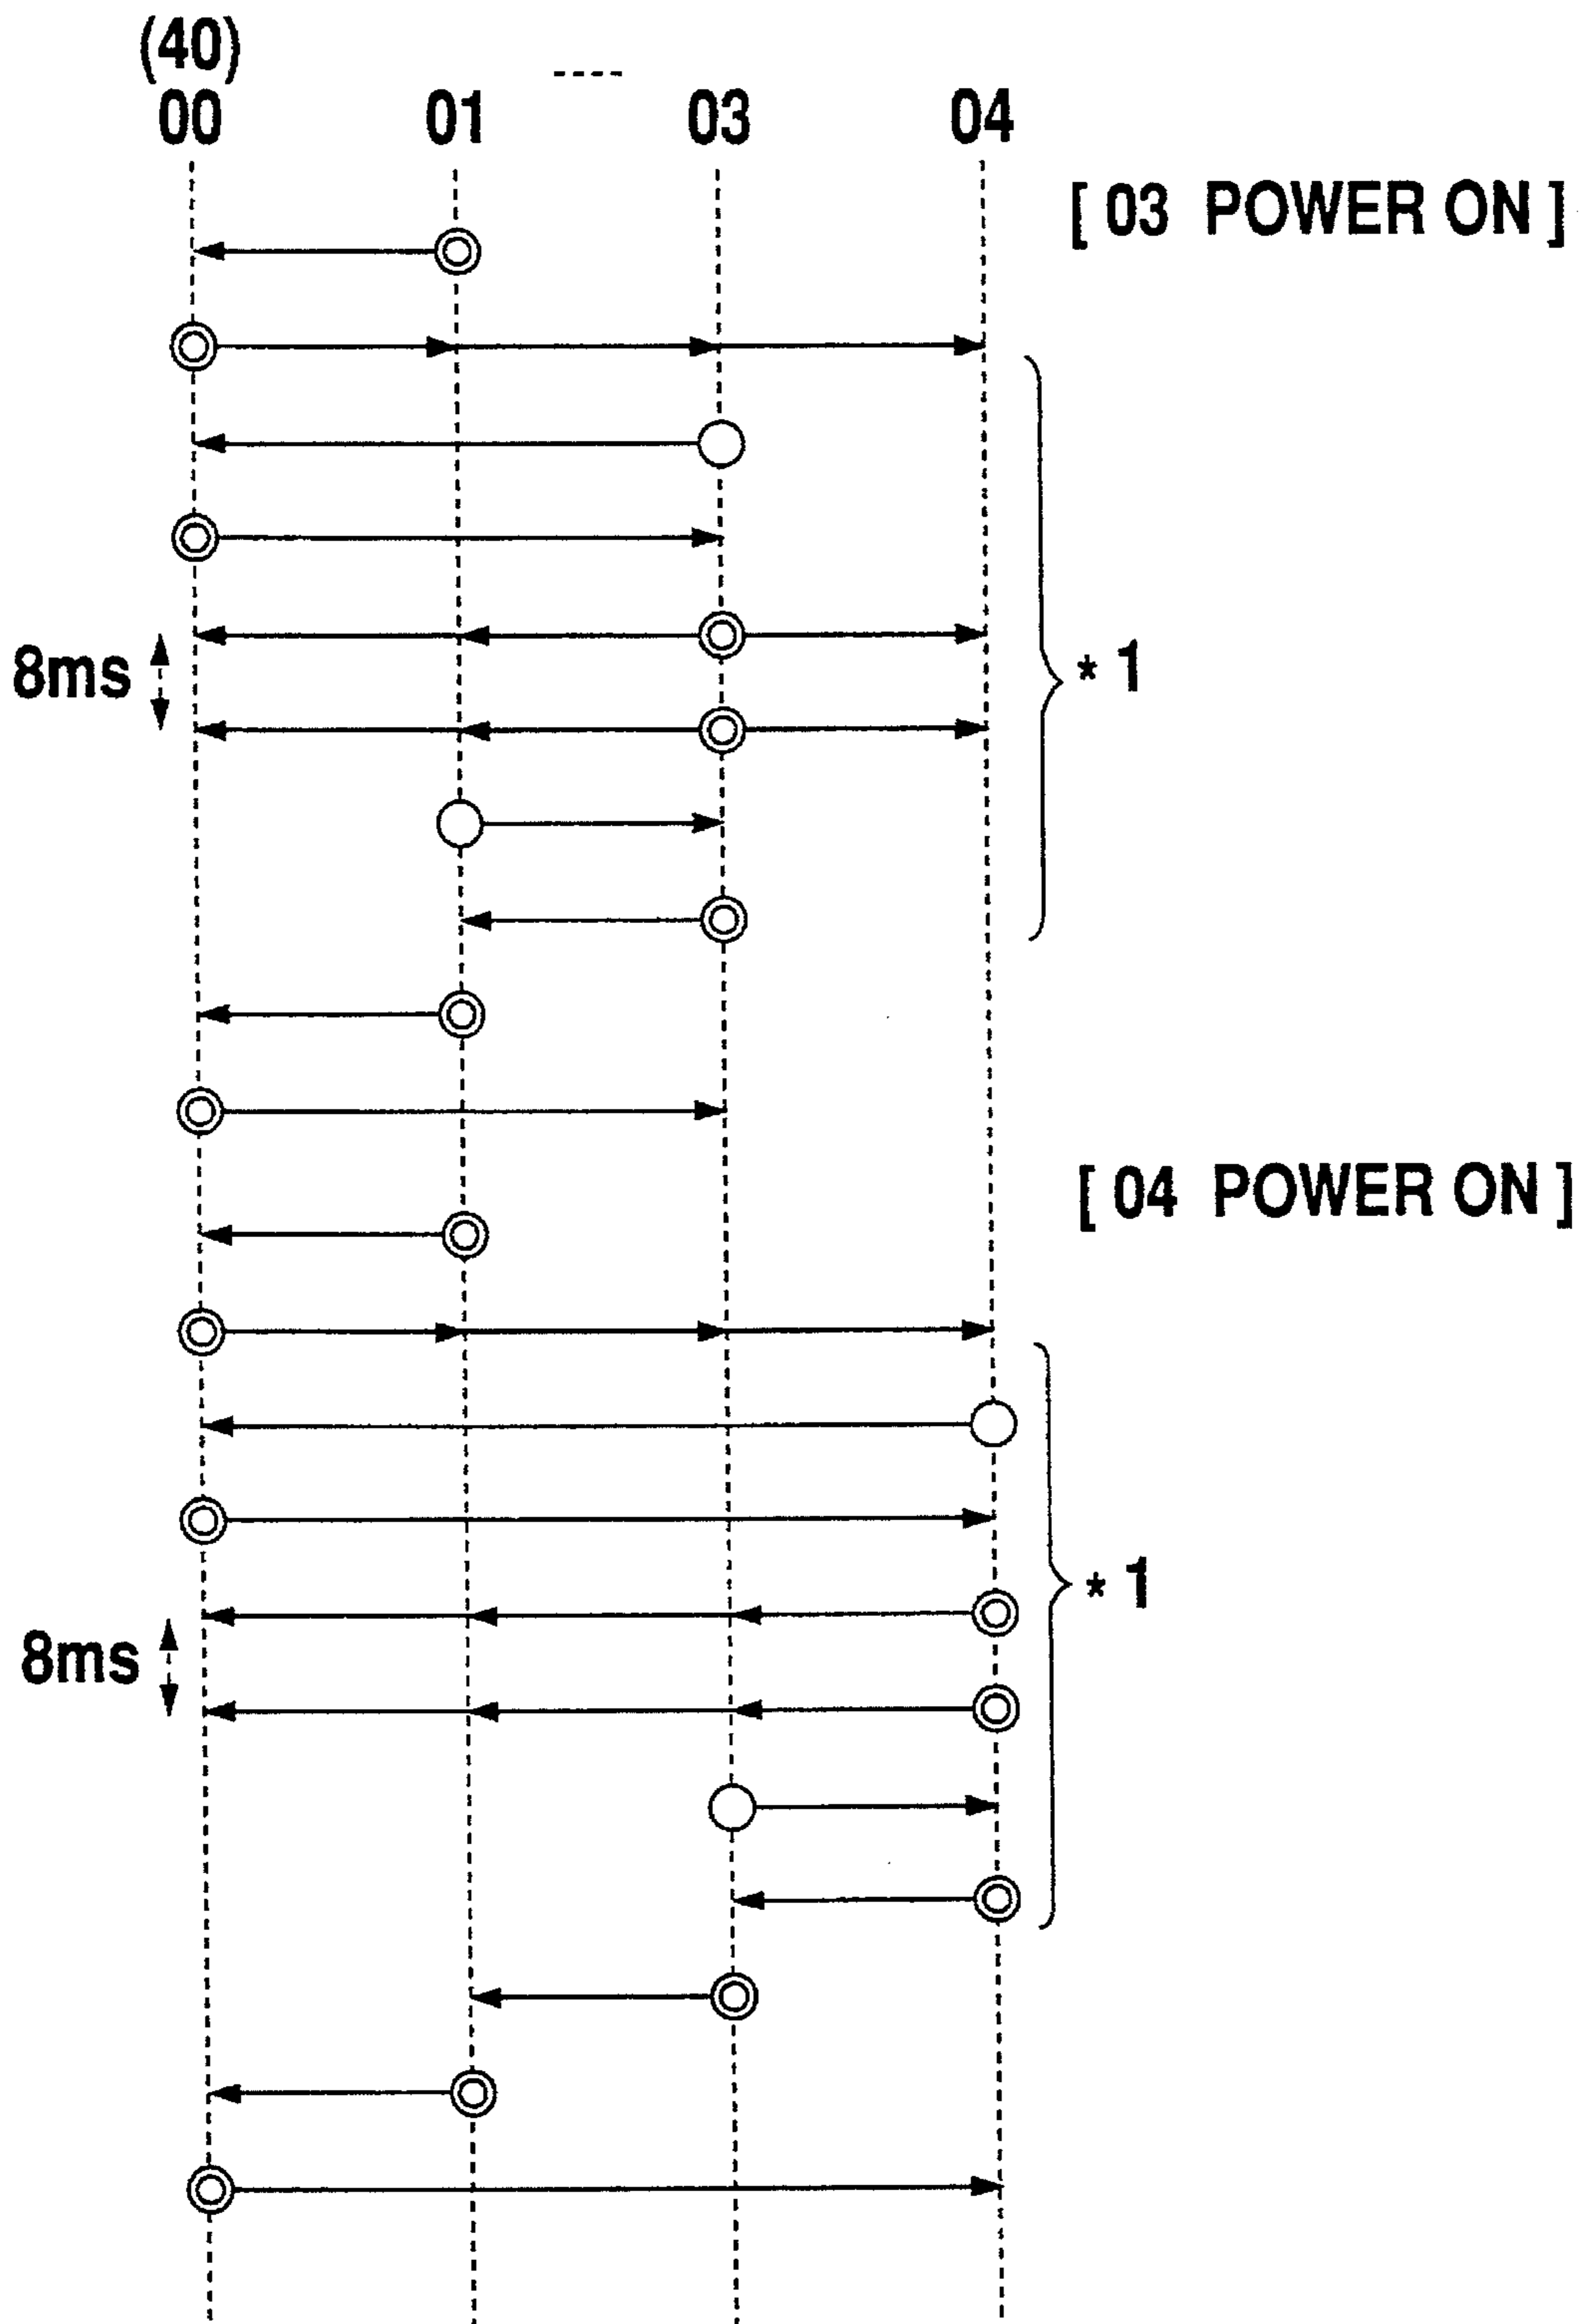 (40)
00 01 ---- 03 04
[ 03 POWER ON ]
8ms
* 1
[ 04 POWER ON ]
8ms
* 1